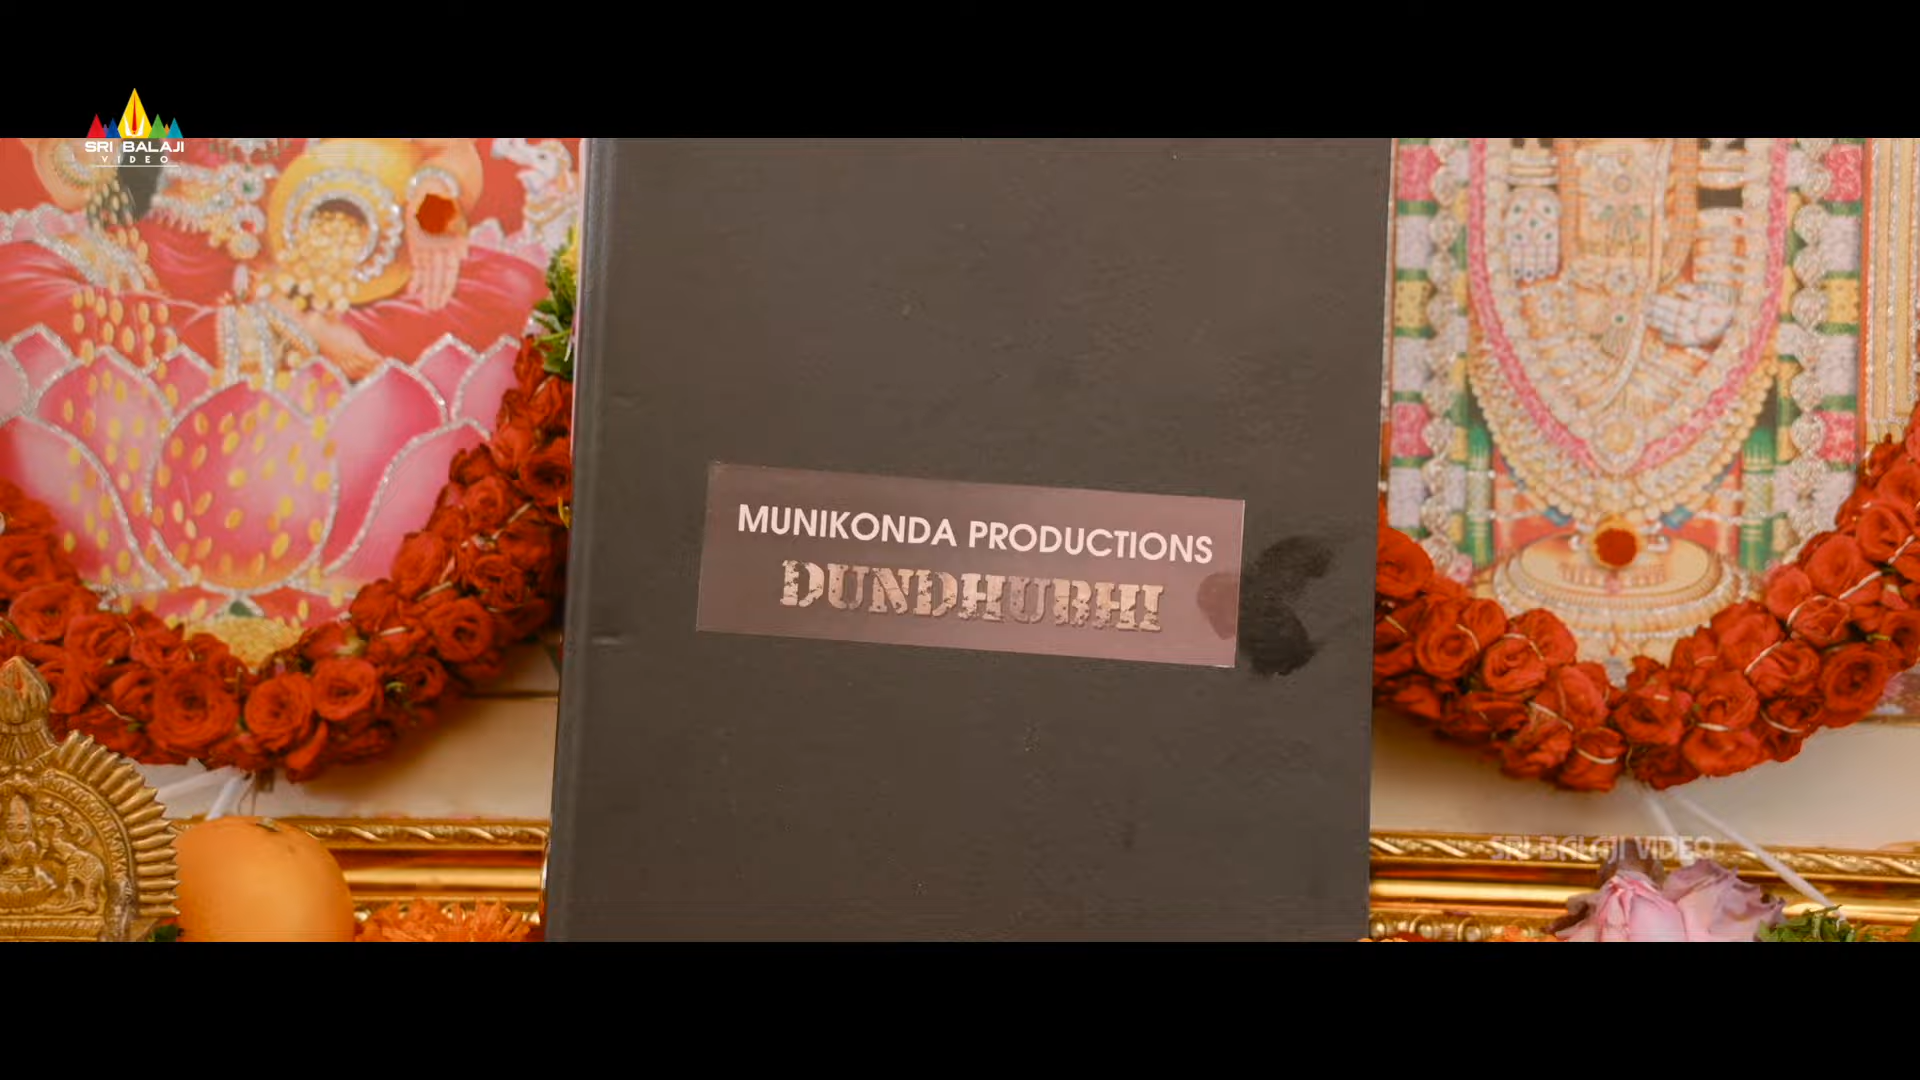 SRI BALAJI
VIDEO
MUNIKONDA PRODUCTIONS
DUNDHUBHI
SRI BALAJI VIDEO